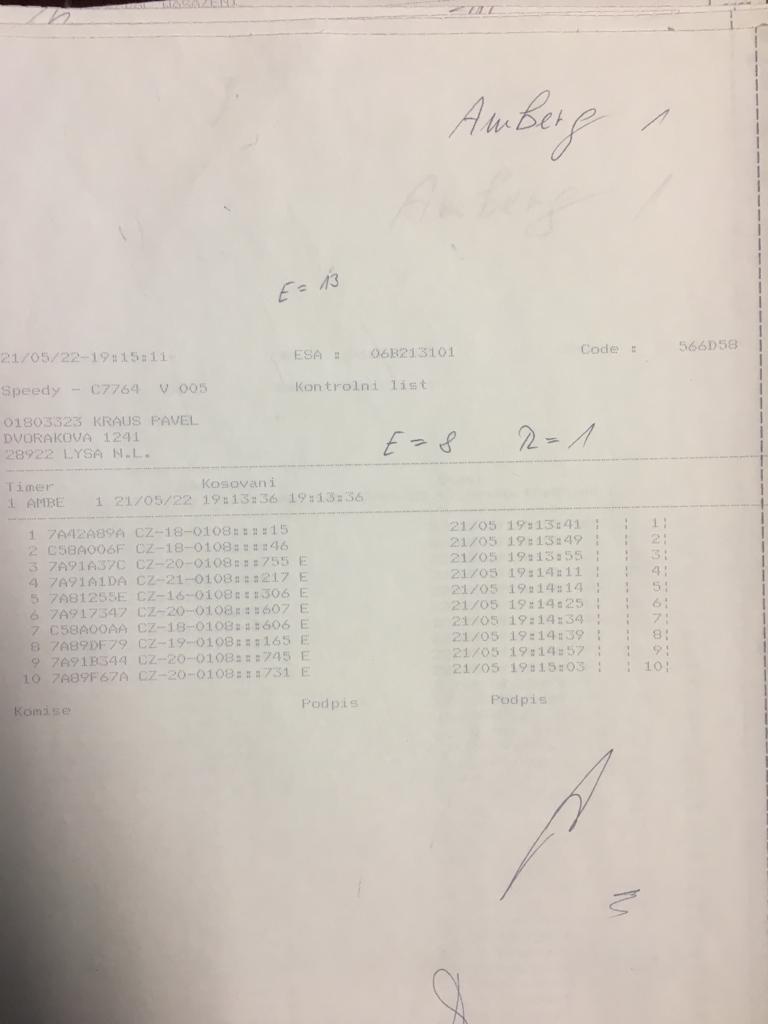 Amberg 1
E = 13
21/05/22-19:15:11 ESA : 06B213101 Code : 566D58
Speedy - C7764 V 005 Kontrolni list
01803323 KRAUS PAVEL
DVORAKOVA 1241
28922 LYSA N.L.
E = 8 R = 1
Timer Kosovani
1 AMBE 1 21/05/22 19:13:36 19:13:36
1 7A42A89A CZ-18-0108::::15 21/05 19:13:41 ¦ ¦ 1¦
2 C58A006F CZ-18-0108::::46 21/05 19:13:49 ¦ ¦ 2¦
3 7A91A37C CZ-20-0108:::755 E 21/05 19:13:55 ¦ ¦ 3¦
4 7A91A1DA CZ-21-0108:::217 E 21/05 19:14:11 ¦ ¦ 4¦
5 7A81255E CZ-16-0108:::306 E 21/05 19:14:14 ¦ ¦ 5¦
6 7A917347 CZ-20-0108:::607 E 21/05 19:14:25 ¦ ¦ 6¦
7 C58A00AA CZ-18-0108:::606 E 21/05 19:14:34 ¦ ¦ 7¦
8 7A89DF79 CZ-19-0108:::165 E 21/05 19:14:39 ¦ ¦ 8¦
9 7A91B344 CZ-20-0108:::745 E 21/05 19:14:57 ¦ ¦ 9¦
10 7A89F67A CZ-20-0108:::731 E 21/05 19:15:03 ¦ ¦ 10¦
Komise Podpis Podpis